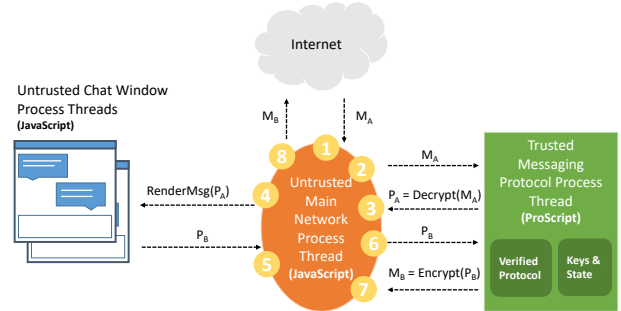 Internet
Untrusted Chat Window
Process Threads
(JavaScript)
M_B
M_A
8
1
2
M_A
Trusted
Messaging
Protocol Process
Thread
(ProScript)
RenderMsg(P_A)
4
Untrusted
Main
Network
Process
Thread
(JavaScript)
3
P_A = Decrypt(M_A)
P_B
5
6
P_B
7
M_B = Encrypt(P_B)
Verified
Protocol
Keys &
State